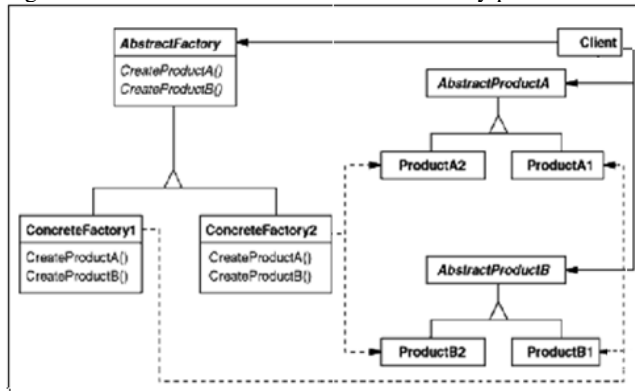 AbstractFactory
CreateProductA()
CreateProductB()
Client
AbstractProductA
ProductA2
ProductA1
ConcreteFactory1
CreateProductA()
CreateProductB()
ConcreteFactory2
CreateProductA()
CreateProductB()
AbstractProductB
ProductB2
ProductB1